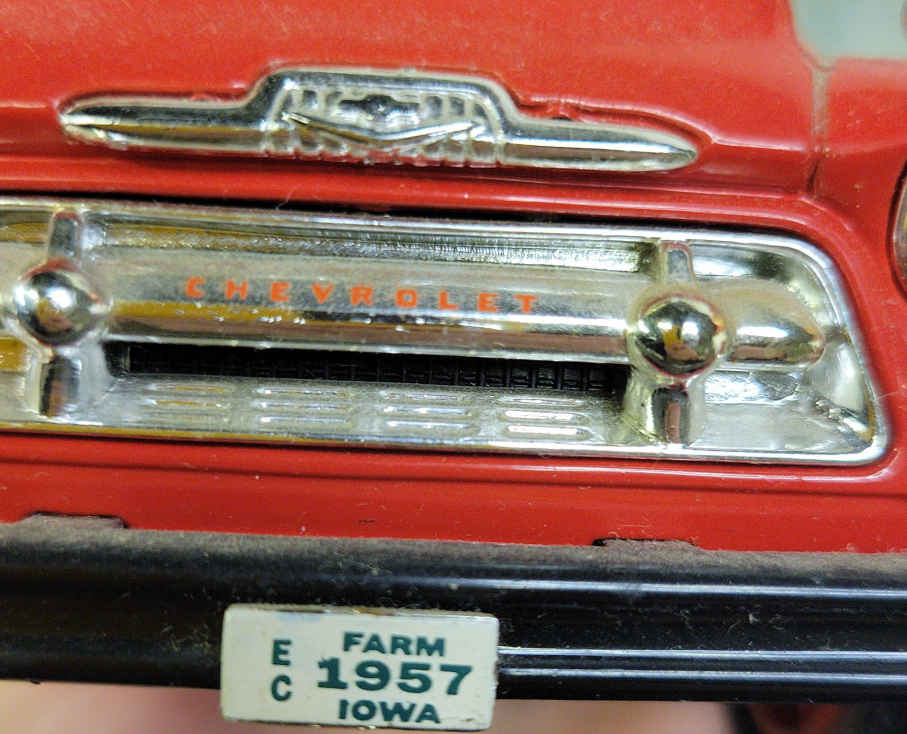 CHEVROLET
E
C
FARM
1957
IOWA